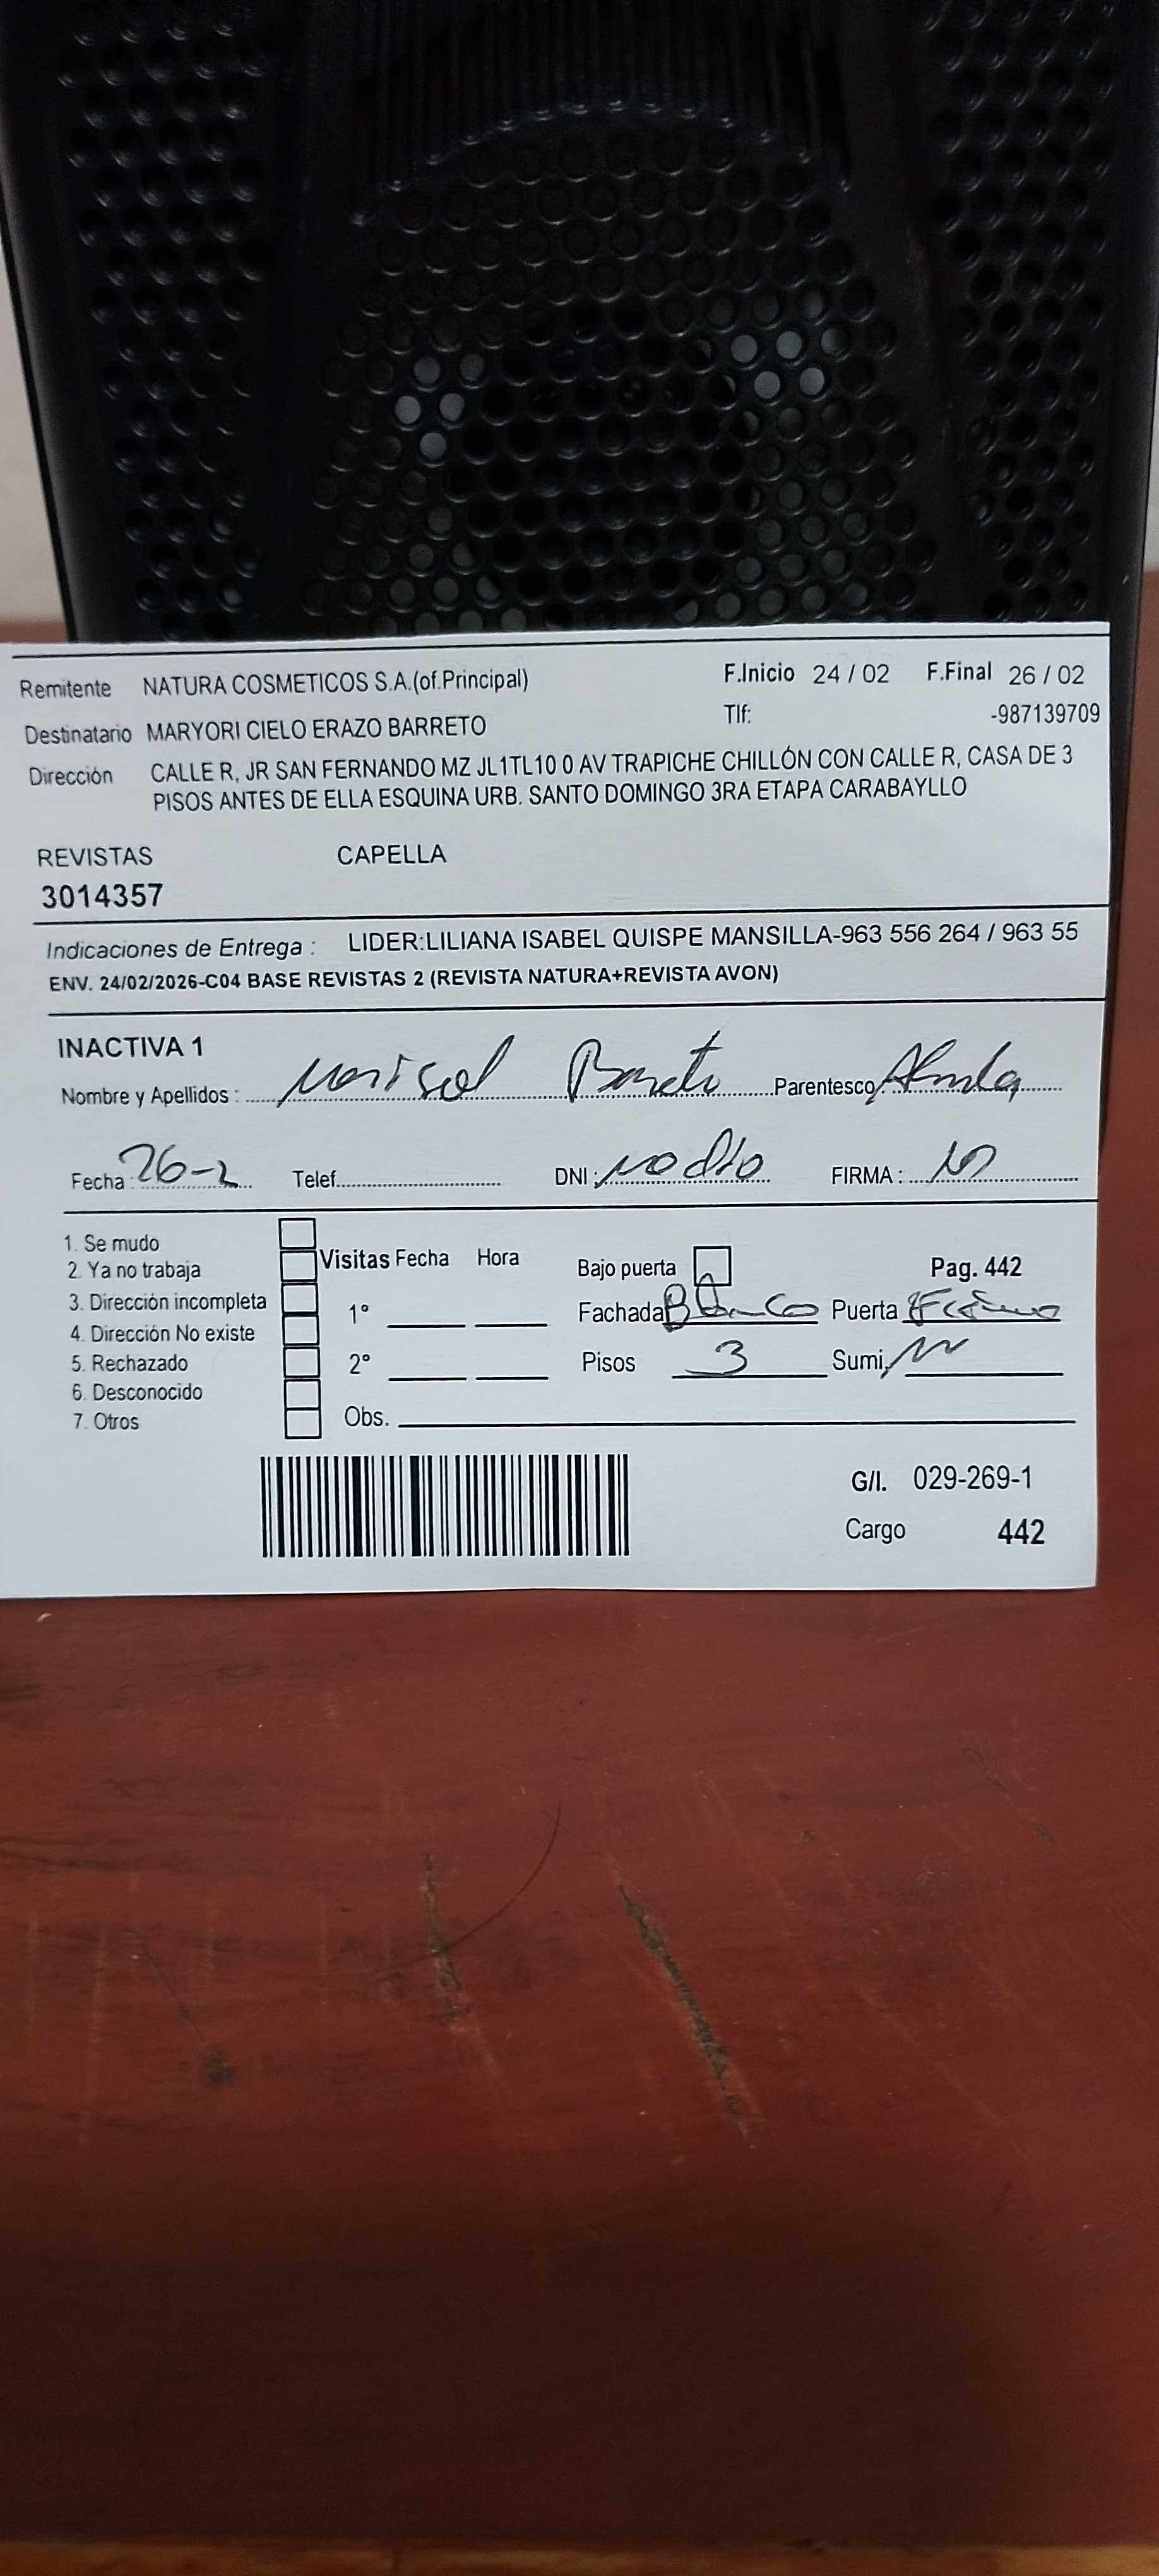 Remitente NATURA COSMETICOS S.A.(of.Principal) F.Inicio 24 / 02 F.Final 26 / 02
Destinatario MARYORI CIELO ERAZO BARRETO Tlf: -987139709
Dirección CALLE R, JR SAN FERNANDO MZ JL1TL10 0 AV TRAPICHE CHILLÓN CON CALLE R, CASA DE 3
PISOS ANTES DE ELLA ESQUINA URB. SANTO DOMINGO 3RA ETAPA CARABAYLLO
REVISTAS CAPELLA
3014357
Indicaciones de Entrega : LIDER:LILIANA ISABEL QUISPE MANSILLA-963 556 264 / 963 55
ENV. 24/02/2026-C04 BASE REVISTAS 2 (REVISTA NATURA+REVISTA AVON)
INACTIVA 1
Nombre y Apellidos : Marisol Barreto Parentesco
Fecha : 26-2 Telef. DNI : no dio FIRMA :
1. Se mudo
2. Ya no trabaja Visitas Fecha Hora Bajo puerta Pag. 442
3. Dirección incompleta 1° Fachada Blanco Puerta
4. Dirección No existe
5. Rechazado 2° Pisos 3 Sumi.
6. Desconocido
7. Otros Obs.
G/I. 029-269-1
Cargo 442